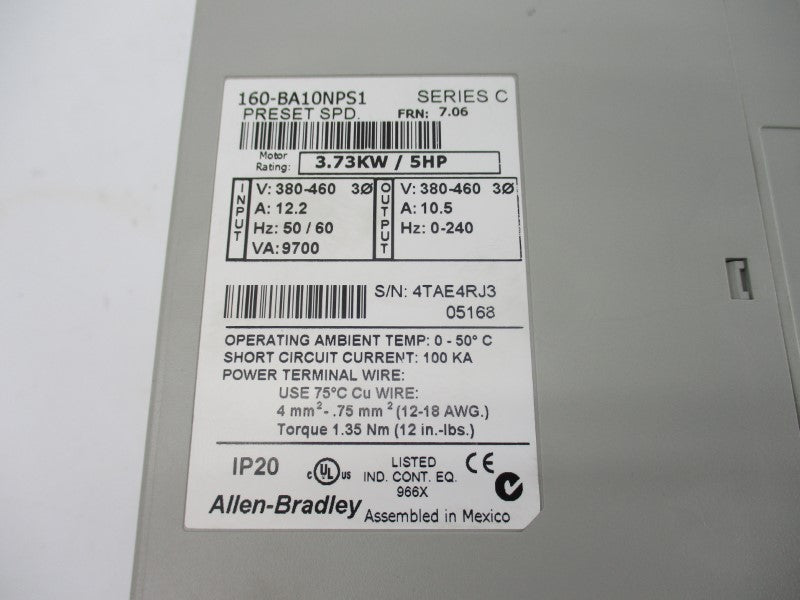 160-BA10NPS1 SERIES C
PRESET SPD. FRN: 7.06
Motor Rating: 3.73KW / 5HP
INPUT
V: 380-460 3Ø
A: 12.2
Hz: 50 / 60
VA: 9700
OUTPUT
V: 380-460 3Ø
A: 10.5
Hz: 0-240
S/N: 4TAE4RJ3
05168
OPERATING AMBIENT TEMP: 0 - 50° C
SHORT CIRCUIT CURRENT: 100 KA
POWER TERMINAL WIRE:
USE 75°C Cu WIRE:
4 mm²- .75 mm² (12-18 AWG.)
Torque 1.35 Nm (12 in.-lbs.)
IP20 c UL us LISTED CE
IND. CONT. EQ.
966X
Allen-Bradley Assembled in Mexico